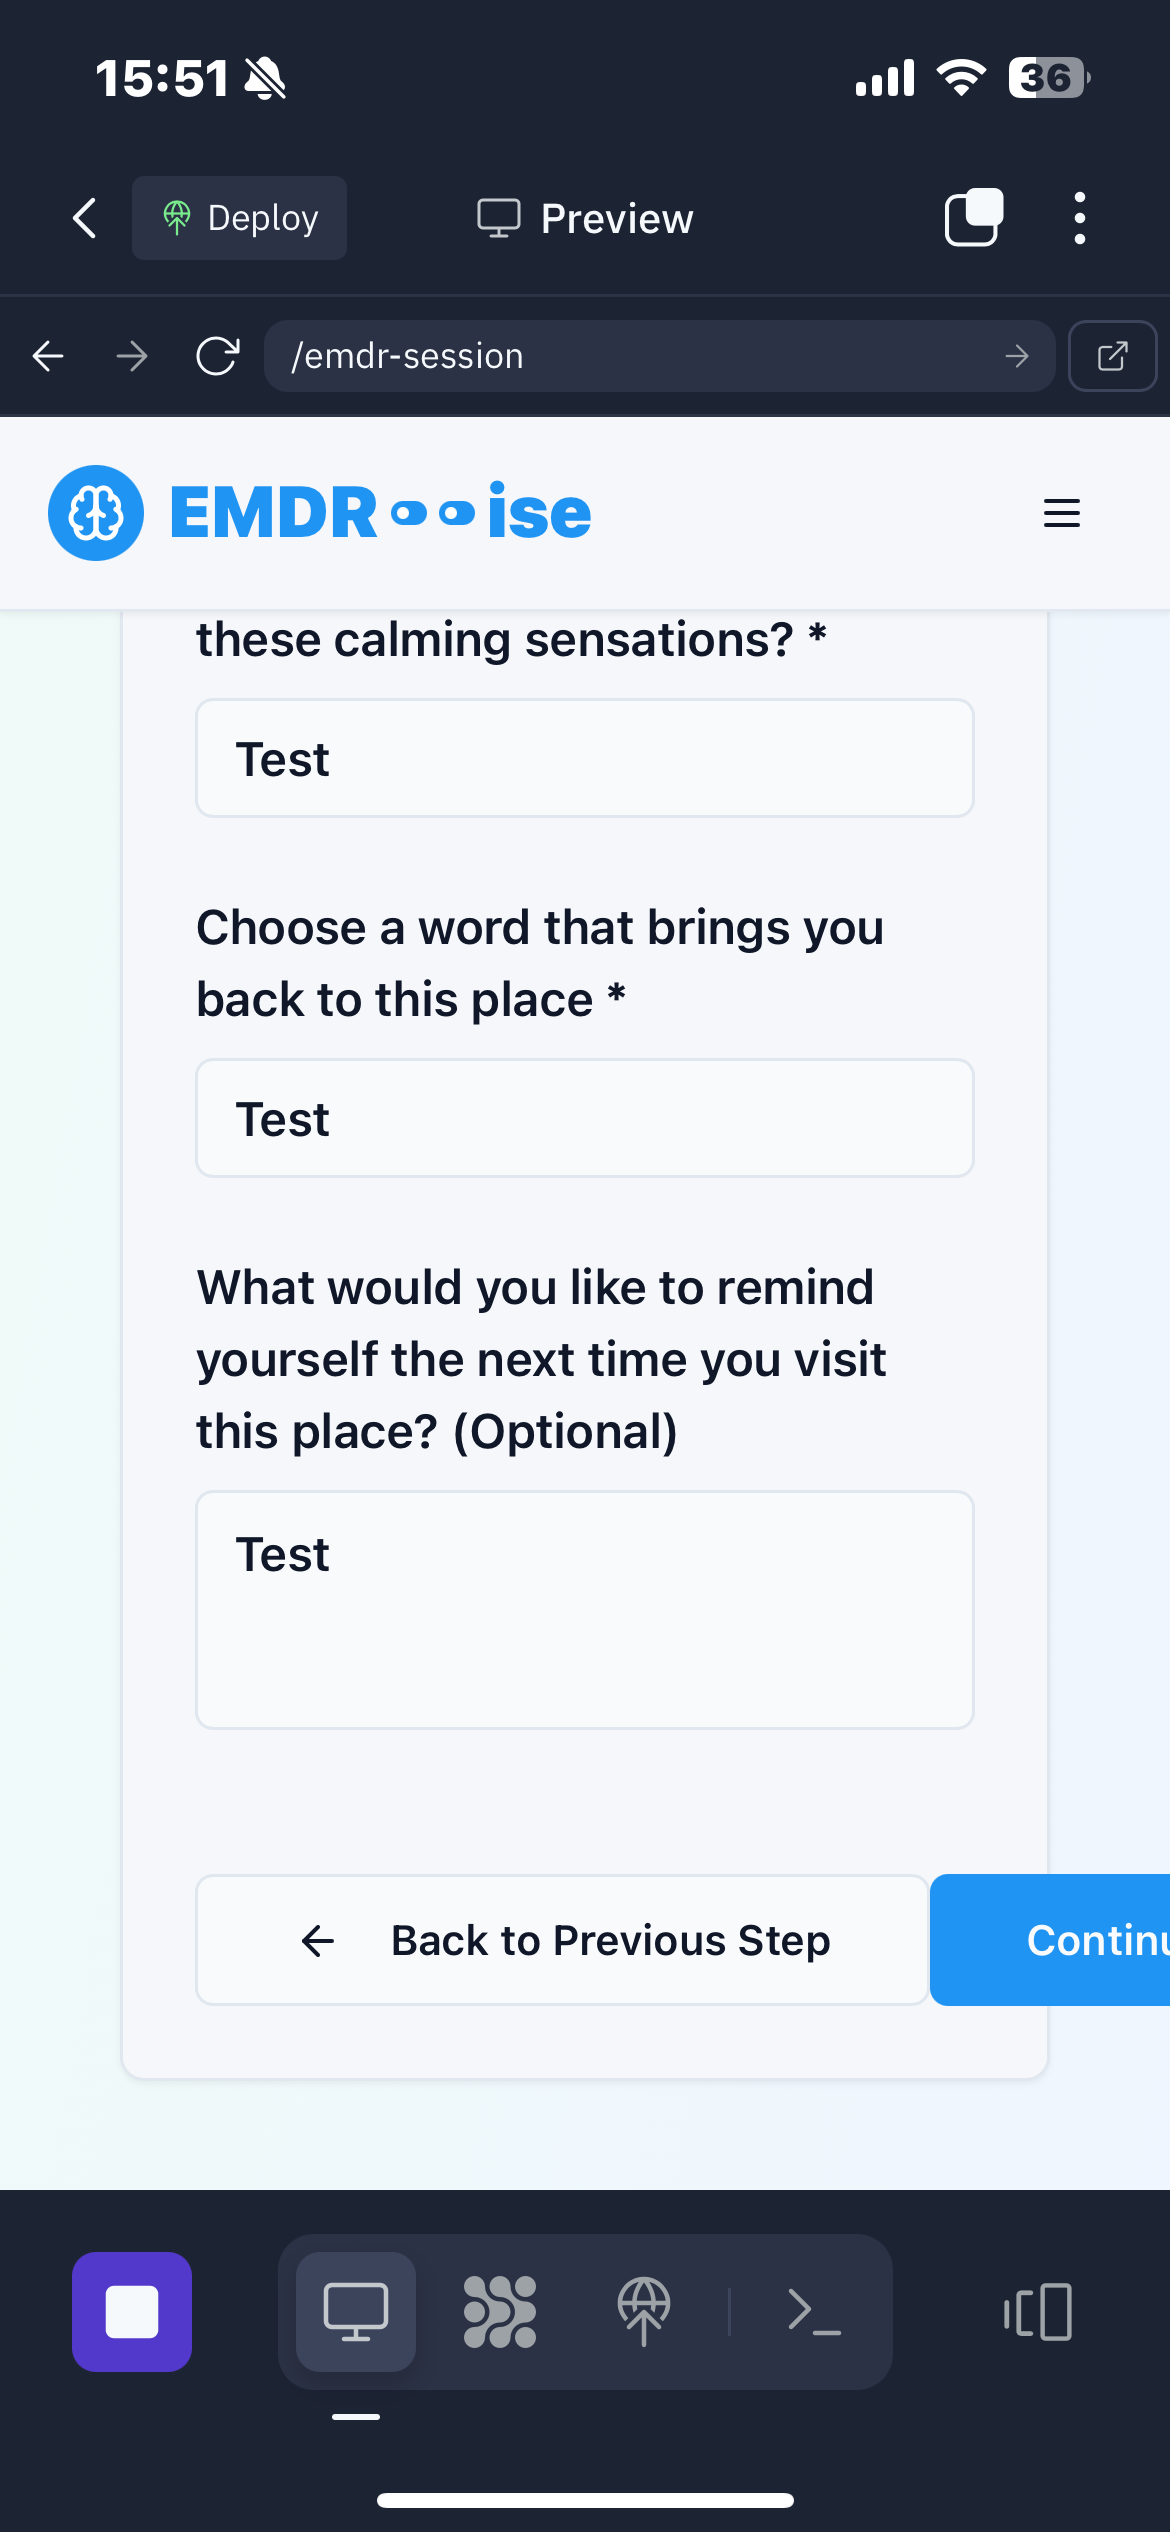 15:51
36
Deploy
Preview
/emdr-session
EMDR
ise
these calming sensations? *
Test
Choose a word that brings you
back to this place *
Test
What would you like to remind
yourself the next time you visit
this place? (Optional)
Test
Back to Previous Step
Continu